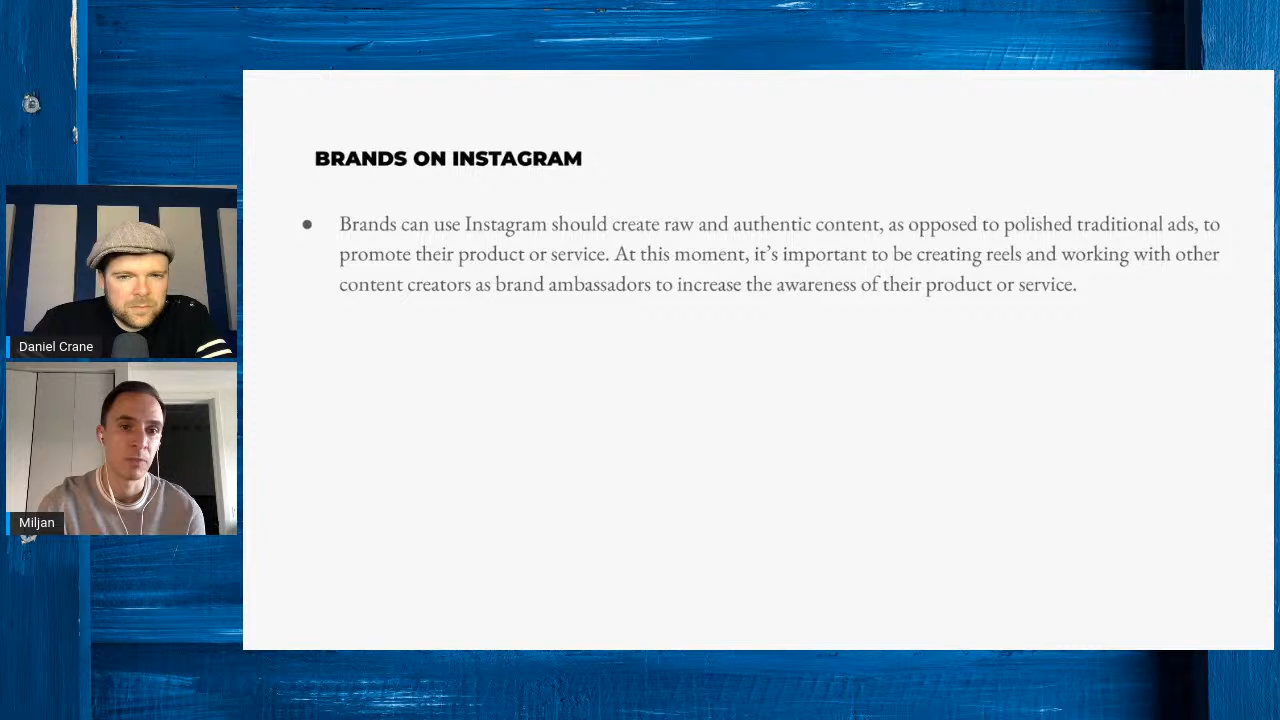 BRANDS ON INSTAGRAM
● Brands can use Instagram should create raw and authentic content, as opposed to polished traditional ads, to
promote their product or service. At this moment, it’s important to be creating reels and working with other
content creators as brand ambassadors to increase the awareness of their product or service.
Daniel Crane
Miljan